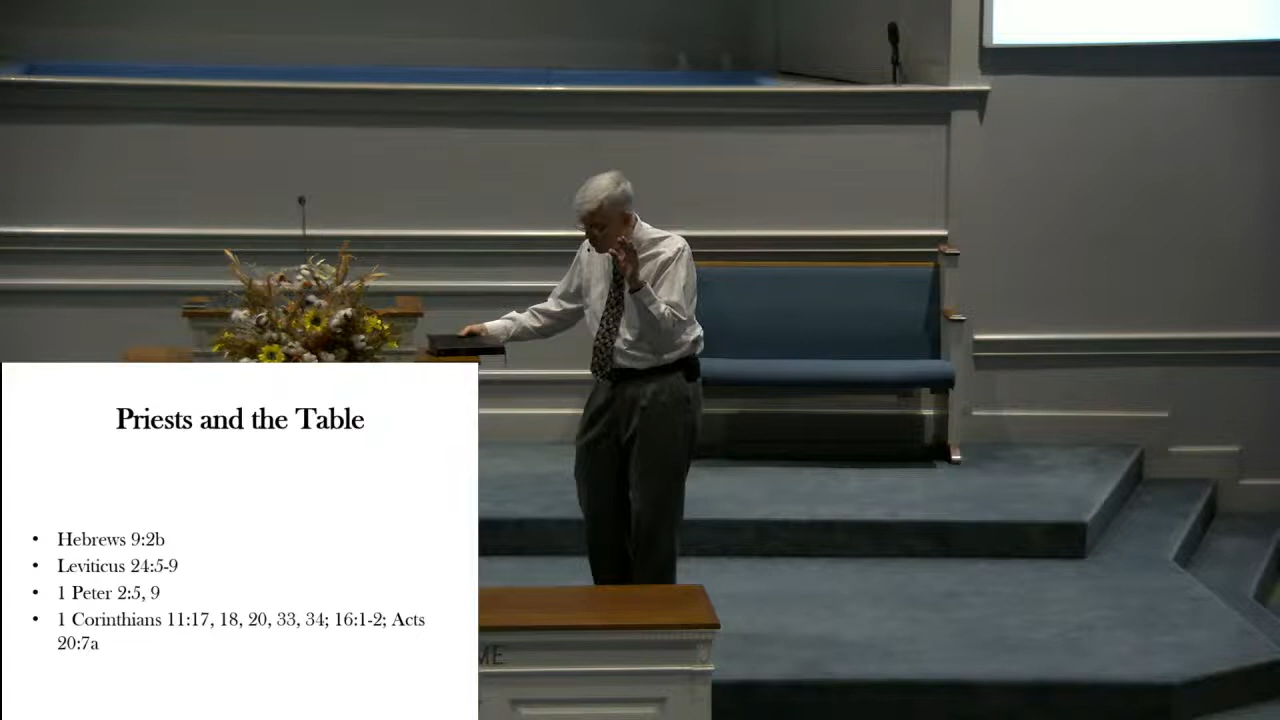 Priests and the Table
• Hebrews 9:2b
• Leviticus 24:5-9
• 1 Peter 2:5, 9
• 1 Corinthians 11:17, 18, 20, 33, 34; 16:1-2; Acts
20:7a
ME